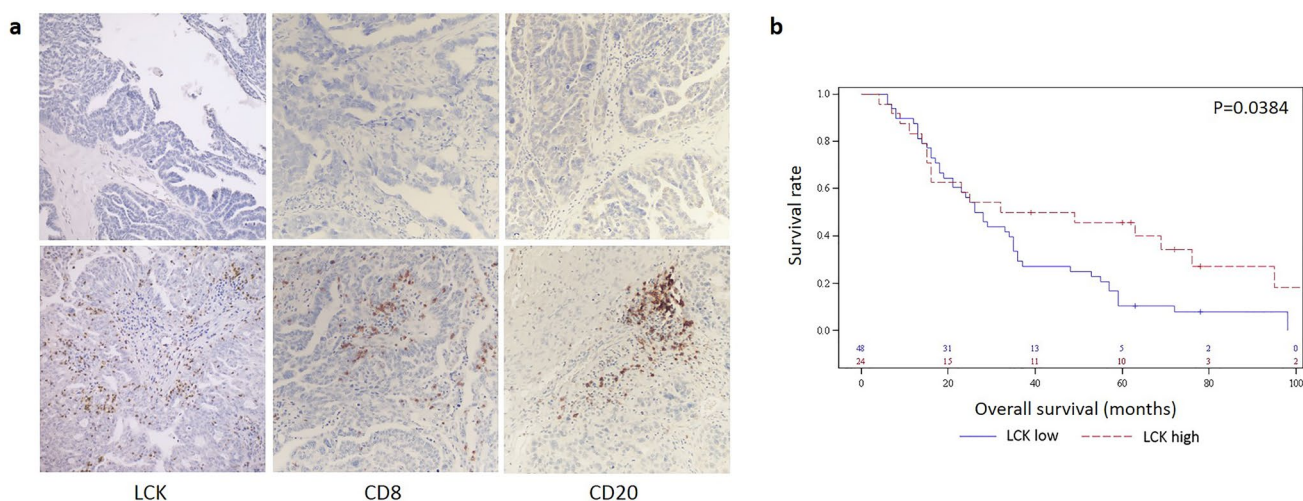 a
LCK
CD8
CD20
b
P=0.0384
Survival rate
1.0
0.8
0.6
0.4
0.2
0.0
48 31 13 5 2 0
24 15 11 10 3 2
0 20 40 60 80 100
Overall survival (months)
LCK low LCK high